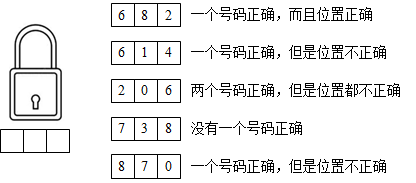 6 8 2 一个号码正确，而且位置正确
6 1 4 一个号码正确，但是位置不正确
2 0 6 两个号码正确，但是位置都不正确
7 3 8 没有一个号码正确
8 7 0 一个号码正确，但是位置不正确